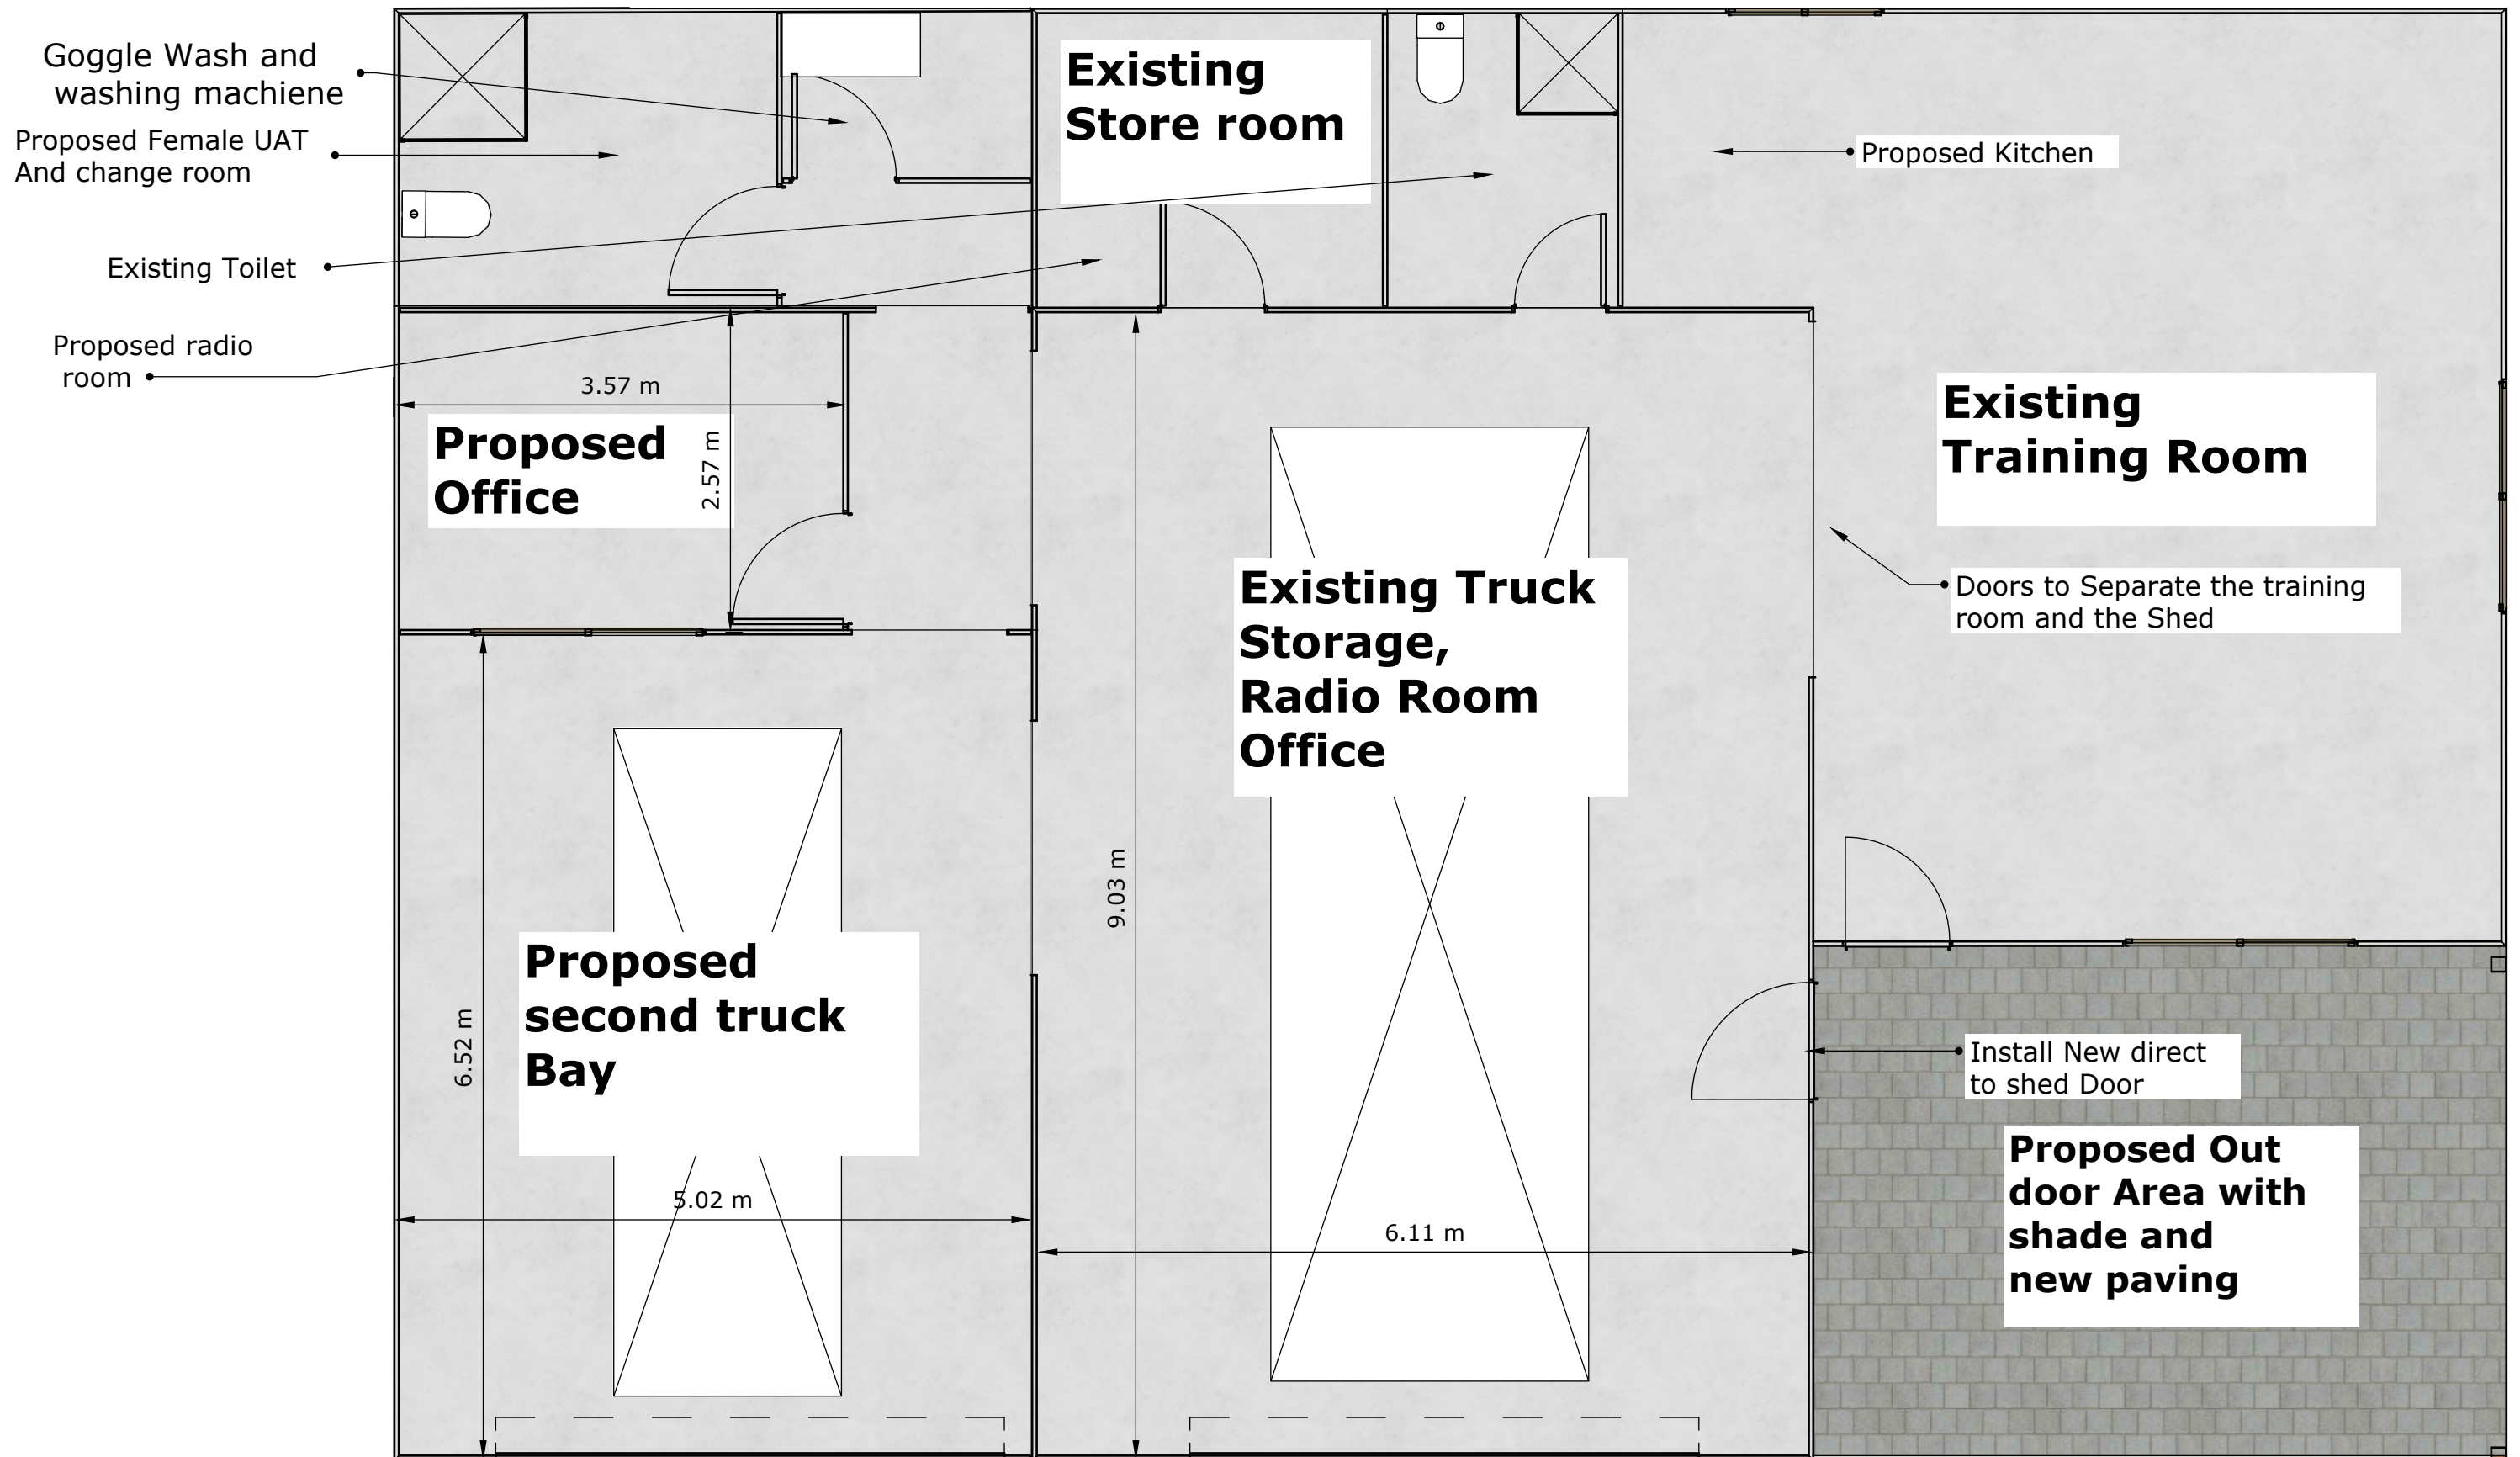 Goggle Wash and
washing machiene
Proposed Female UAT
And change room
Existing Toilet
Proposed radio
room
Existing
Store room
Proposed Kitchen
3.57 m
Proposed
Office
2.57 m
Existing
Training Room
Existing Truck
Storage,
Radio Room
Office
Doors to Separate the training
room and the Shed
9.03 m
Proposed
second truck
Bay
6.52 m
5.02 m
6.11 m
Install New direct
to shed Door
Proposed Out
door Area with
shade and
new paving